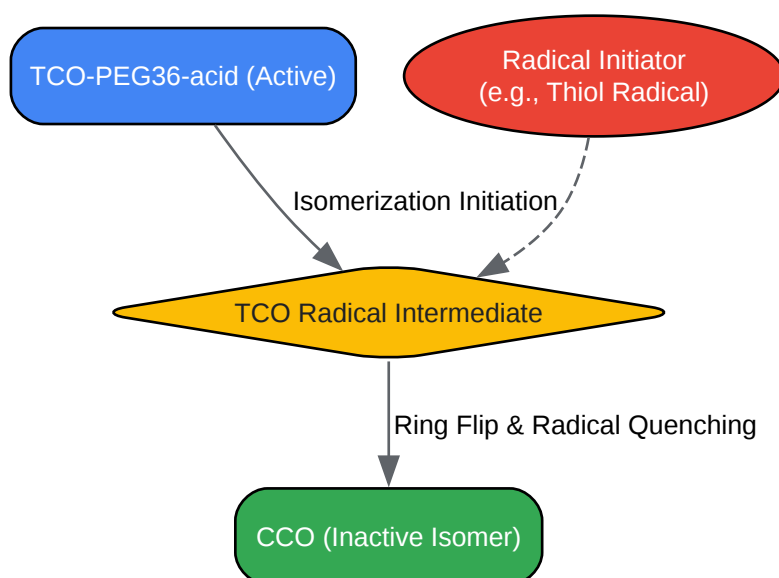 TCO-PEG36-acid (Active)
Radical Initiator
(e.g., Thiol Radical)
Isomerization Initiation
TCO Radical Intermediate
Ring Flip & Radical Quenching
CCO (Inactive Isomer)